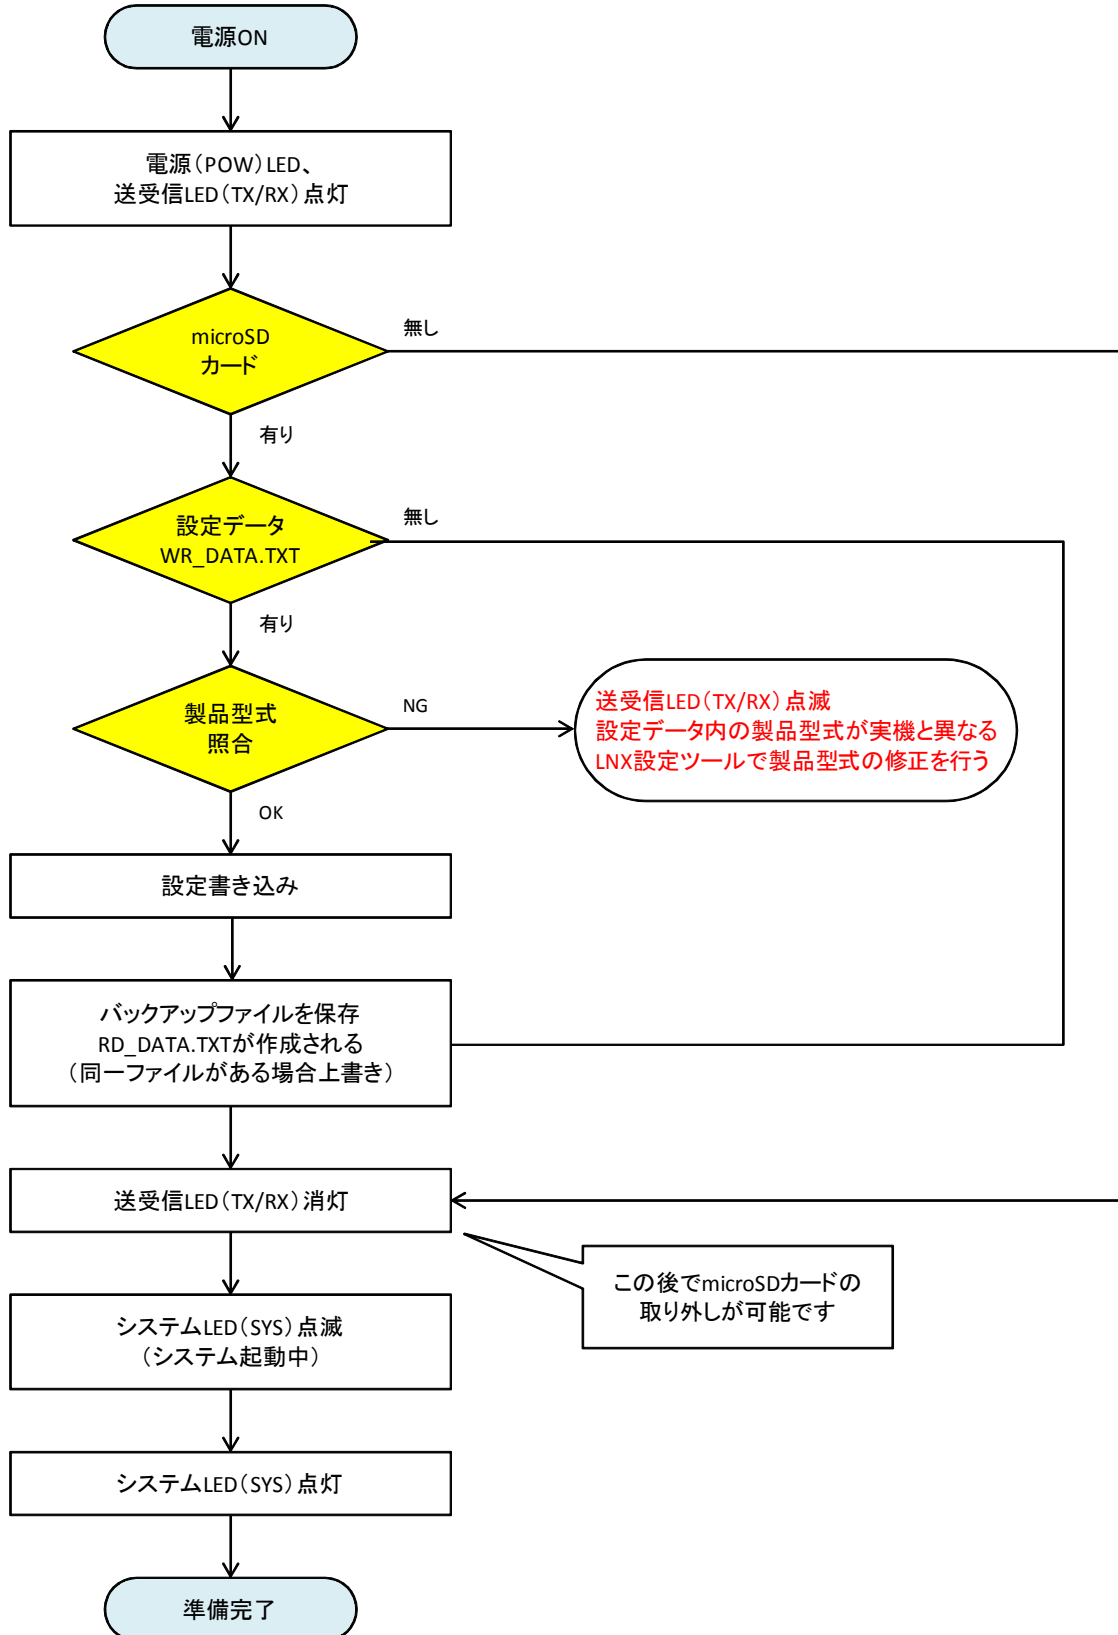 電源ON
電源（POW）LED、
送受信LED（TX/RX）点灯
microSD
カード
無し
有り
設定データ
WR_DATA.TXT
無し
有り
製品型式
照合
NG
送受信LED（TX/RX）点滅
設定データ内の製品型式が実機と異なる
LNX設定ツールで製品型式の修正を行う
OK
設定書き込み
バックアップファイルを保存
RD_DATA.TXTが作成される
（同一ファイルがある場合上書き）
送受信LED（TX/RX）消灯
この後でmicroSDカードの
取り外しが可能です
システムLED（SYS）点滅
（システム起動中）
システムLED（SYS）点灯
準備完了